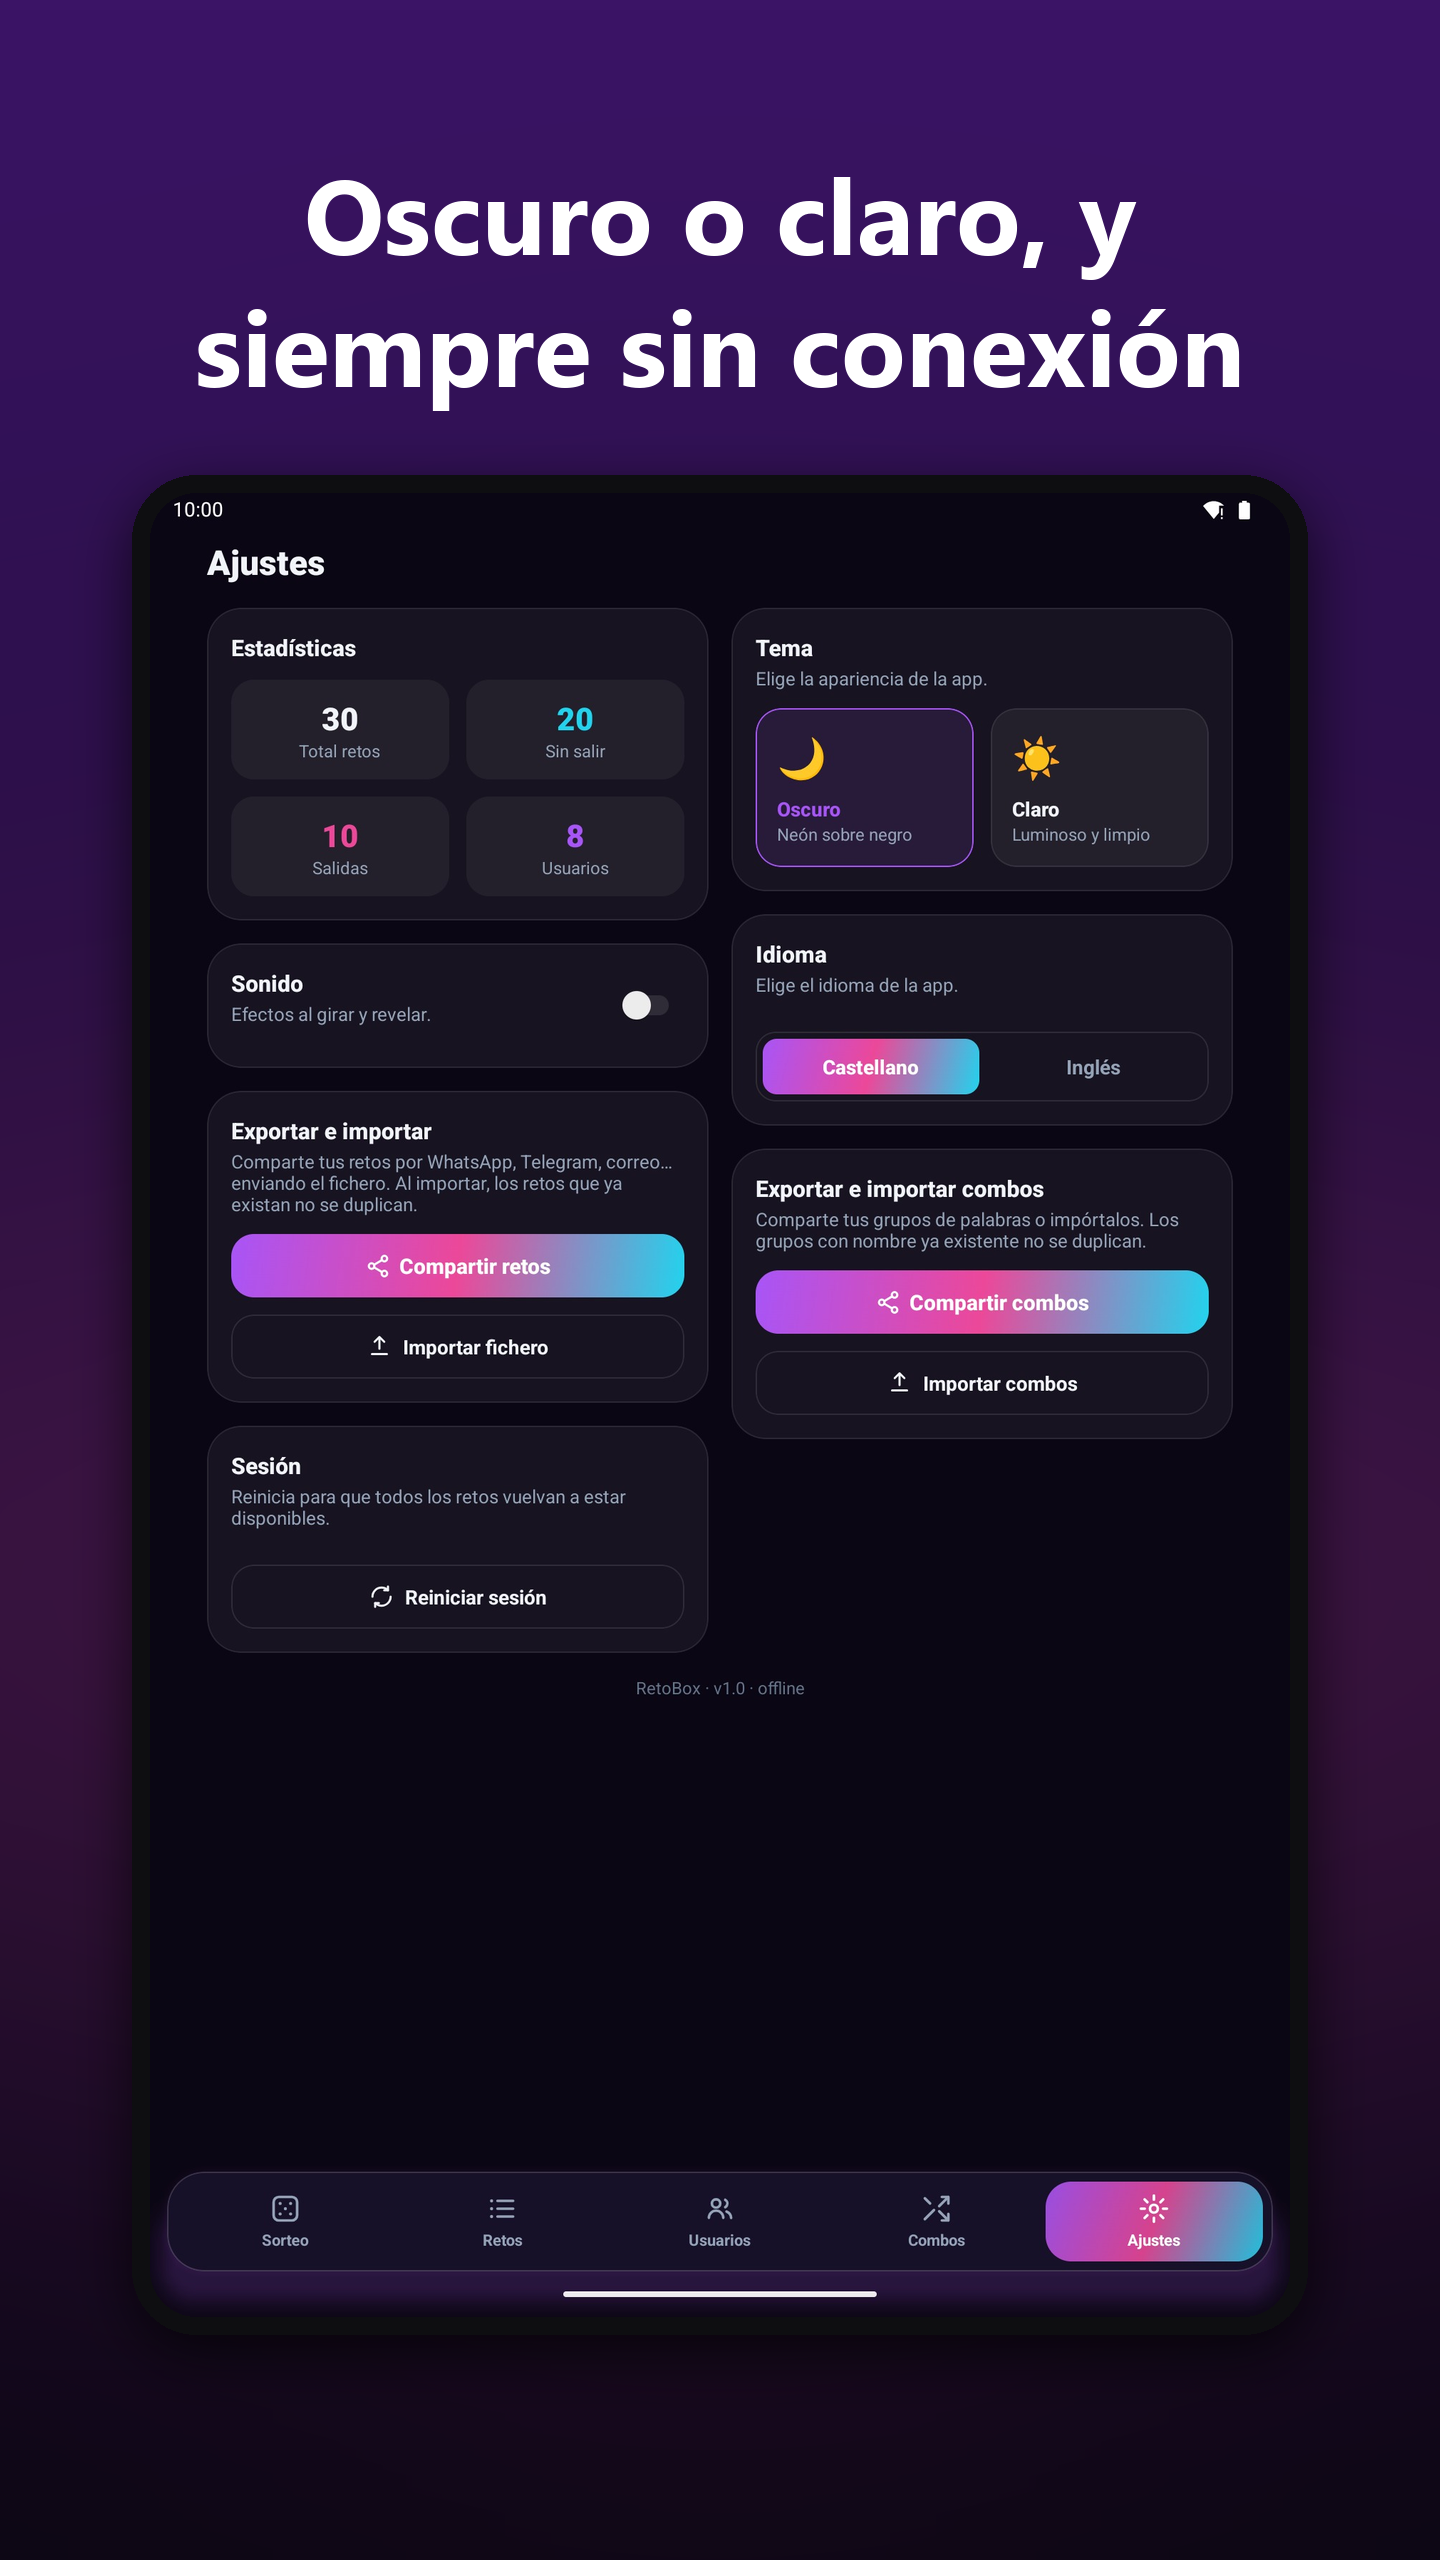 Oscuro o claro, y
siempre sin conexión
10:00
Ajustes
Estadísticas
30
Total retos
20
Sin salir
10
Salidas
8
Usuarios
Sonido
Efectos al girar y revelar.
Exportar e importar
Comparte tus retos por WhatsApp, Telegram, correo…
enviando el fichero. Al importar, los retos que ya
existan no se duplican.
Compartir retos
Importar fichero
Sesión
Reinicia para que todos los retos vuelvan a estar
disponibles.
Reiniciar sesión
Tema
Elige la apariencia de la app.
Oscuro
Neón sobre negro
Claro
Luminoso y limpio
Idioma
Elige el idioma de la app.
Castellano
Inglés
Exportar e importar combos
Comparte tus grupos de palabras o impórtalos. Los
grupos con nombre ya existente no se duplican.
Compartir combos
Importar combos
RetoBox · v1.0 · offline
Sorteo
Retos
Usuarios
Combos
Ajustes